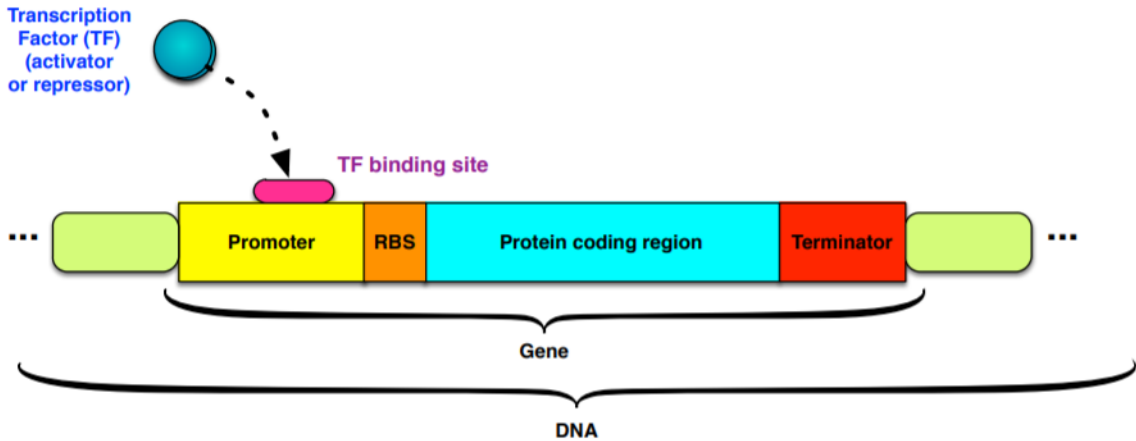 Transcription
Factor (TF)
(activator
or repressor)
TF binding site
...
Promoter
RBS
Protein coding region
Terminator
...
Gene
DNA